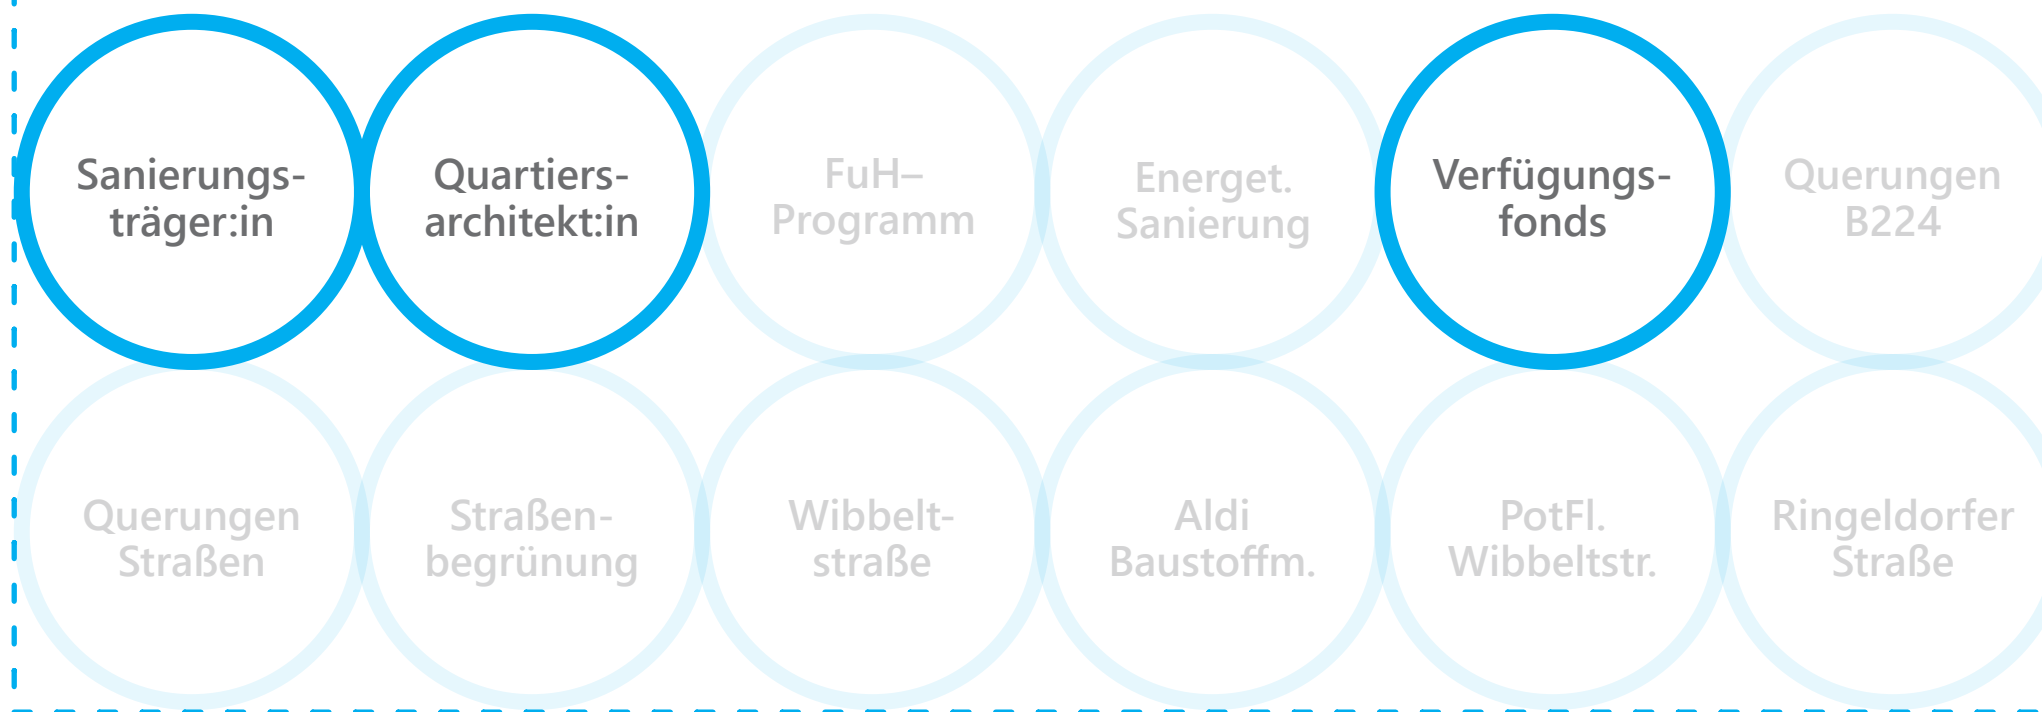 Sanierungs-
träger:in
Quartiers-
architekt:in
FuH–
Programm
Energet.
Sanierung
Verfügungs-
fonds
Querungen
B224
Querungen
Straßen
Straßen-
begrünung
Wibbelt-
straße
Aldi
Baustoffm.
PotFl.
Wibbeltstr.
Ringeldorfer
Straße